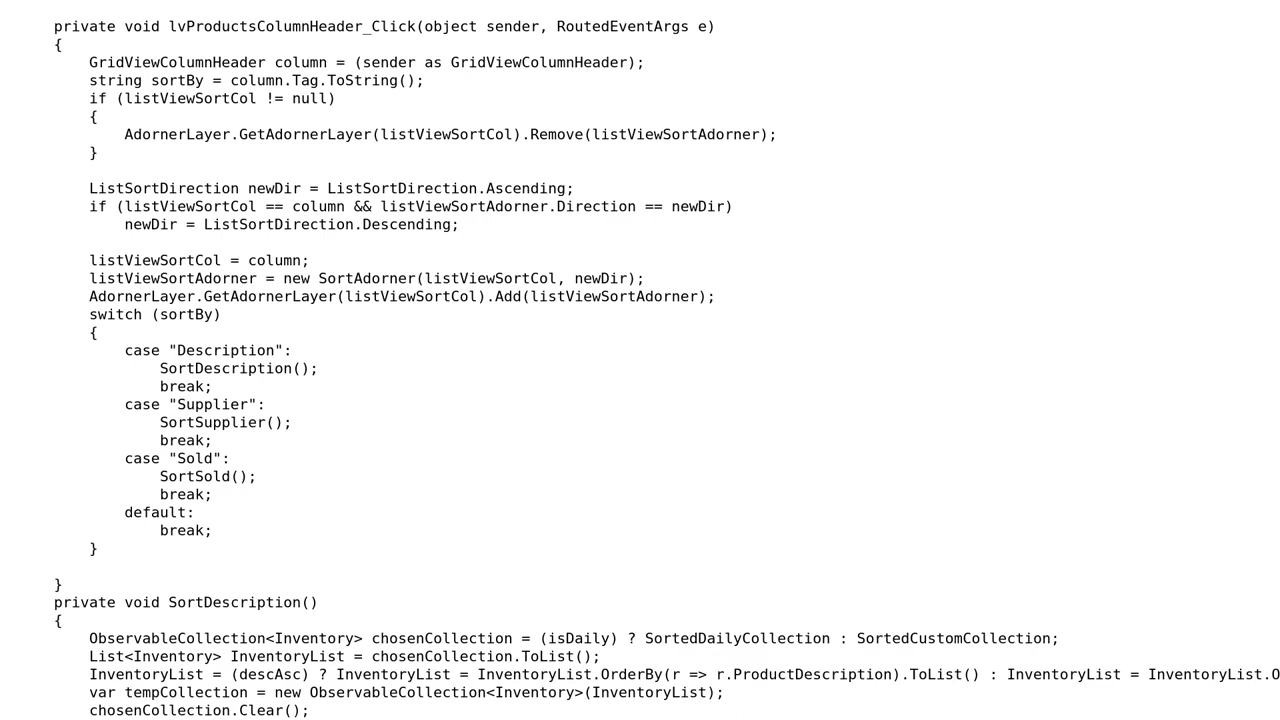 private void lvProductsColumnHeader_Click(object sender, RoutedEventArgs e)
{
GridViewColumnHeader column = (sender as GridViewColumnHeader);
string sortBy = column.Tag.ToString();
if (listViewSortCol != null)
{
AdornerLayer.GetAdornerLayer(listViewSortCol).Remove(listViewSortAdorner);
}
ListSortDirection newDir = ListSortDirection.Ascending;
if (listViewSortCol == column && listViewSortAdorner.Direction == newDir)
newDir = ListSortDirection.Descending;
listViewSortCol = column;
listViewSortAdorner = new SortAdorner(listViewSortCol, newDir);
AdornerLayer.GetAdornerLayer(listViewSortCol).Add(listViewSortAdorner);
switch (sortBy)
{
case "Description":
SortDescription();
break;
case "Supplier":
SortSupplier();
break;
case "Sold":
SortSold();
break;
default:
break;
}
}
private void SortDescription()
{
ObservableCollection<Inventory> chosenCollection = (isDaily) ? SortedDailyCollection : SortedCustomCollection;
List<Inventory> InventoryList = chosenCollection.ToList();
InventoryList = (descAsc) ? InventoryList = InventoryList.OrderBy(r => r.ProductDescription).ToList() : InventoryList = InventoryList.O
var tempCollection = new ObservableCollection<Inventory>(InventoryList);
chosenCollection.Clear();